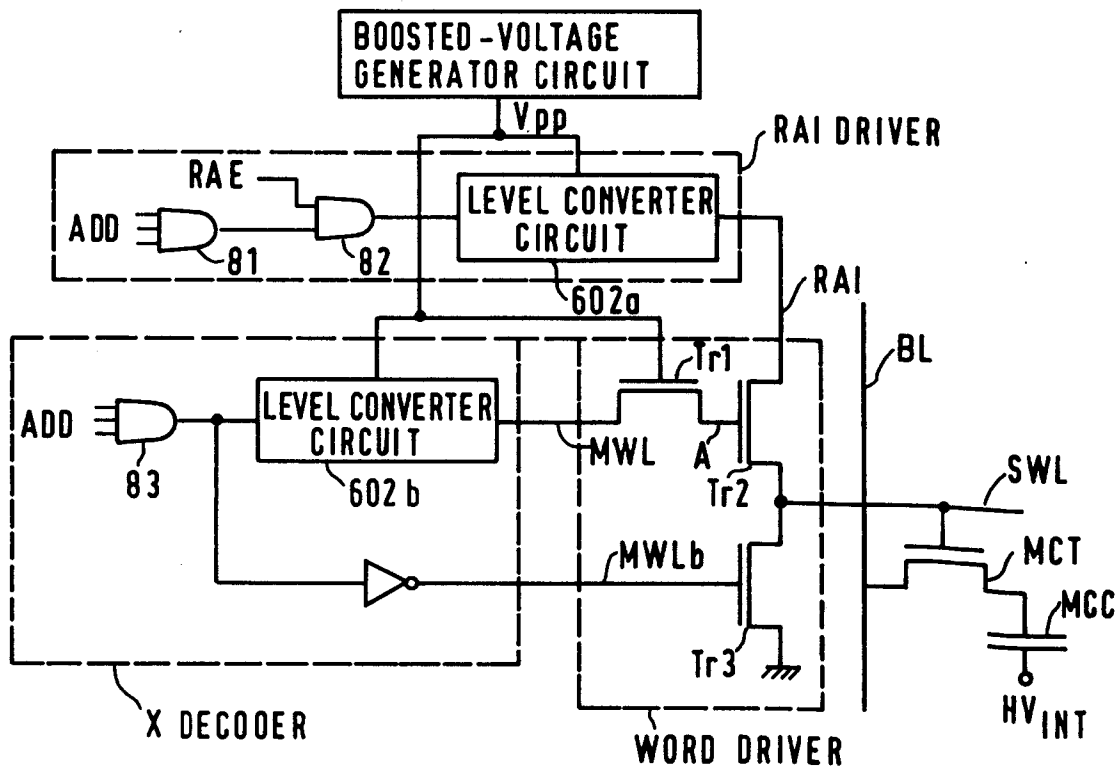 BOOSTED-VOLTAGE
GENERATOR CIRCUIT
VPP
RAI DRIVER
RAE
ADD
81
82
LEVEL CONVERTER
CIRCUIT
602a
RAI
BL
ADD
83
LEVEL CONVERTER
CIRCUIT
602b
MWL
Tr1
A
Tr2
SWL
MCT
MCC
MWLb
Tr3
HVINT
X DECOOER
WORD DRIVER